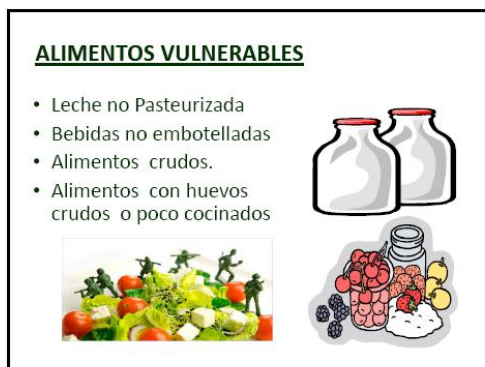 ALIMENTOS VULNERABLES
• Leche no Pasteurizada
• Bebidas no embotelladas
• Alimentos crudos.
• Alimentos con huevos
crudos o poco cocinados